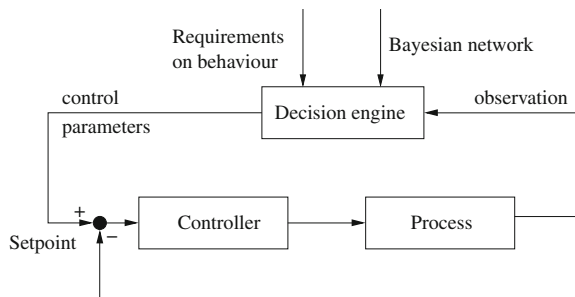 Requirements
on behaviour
Bayesian network
control
parameters
Decision engine
observation
+
−
Setpoint
Controller
Process